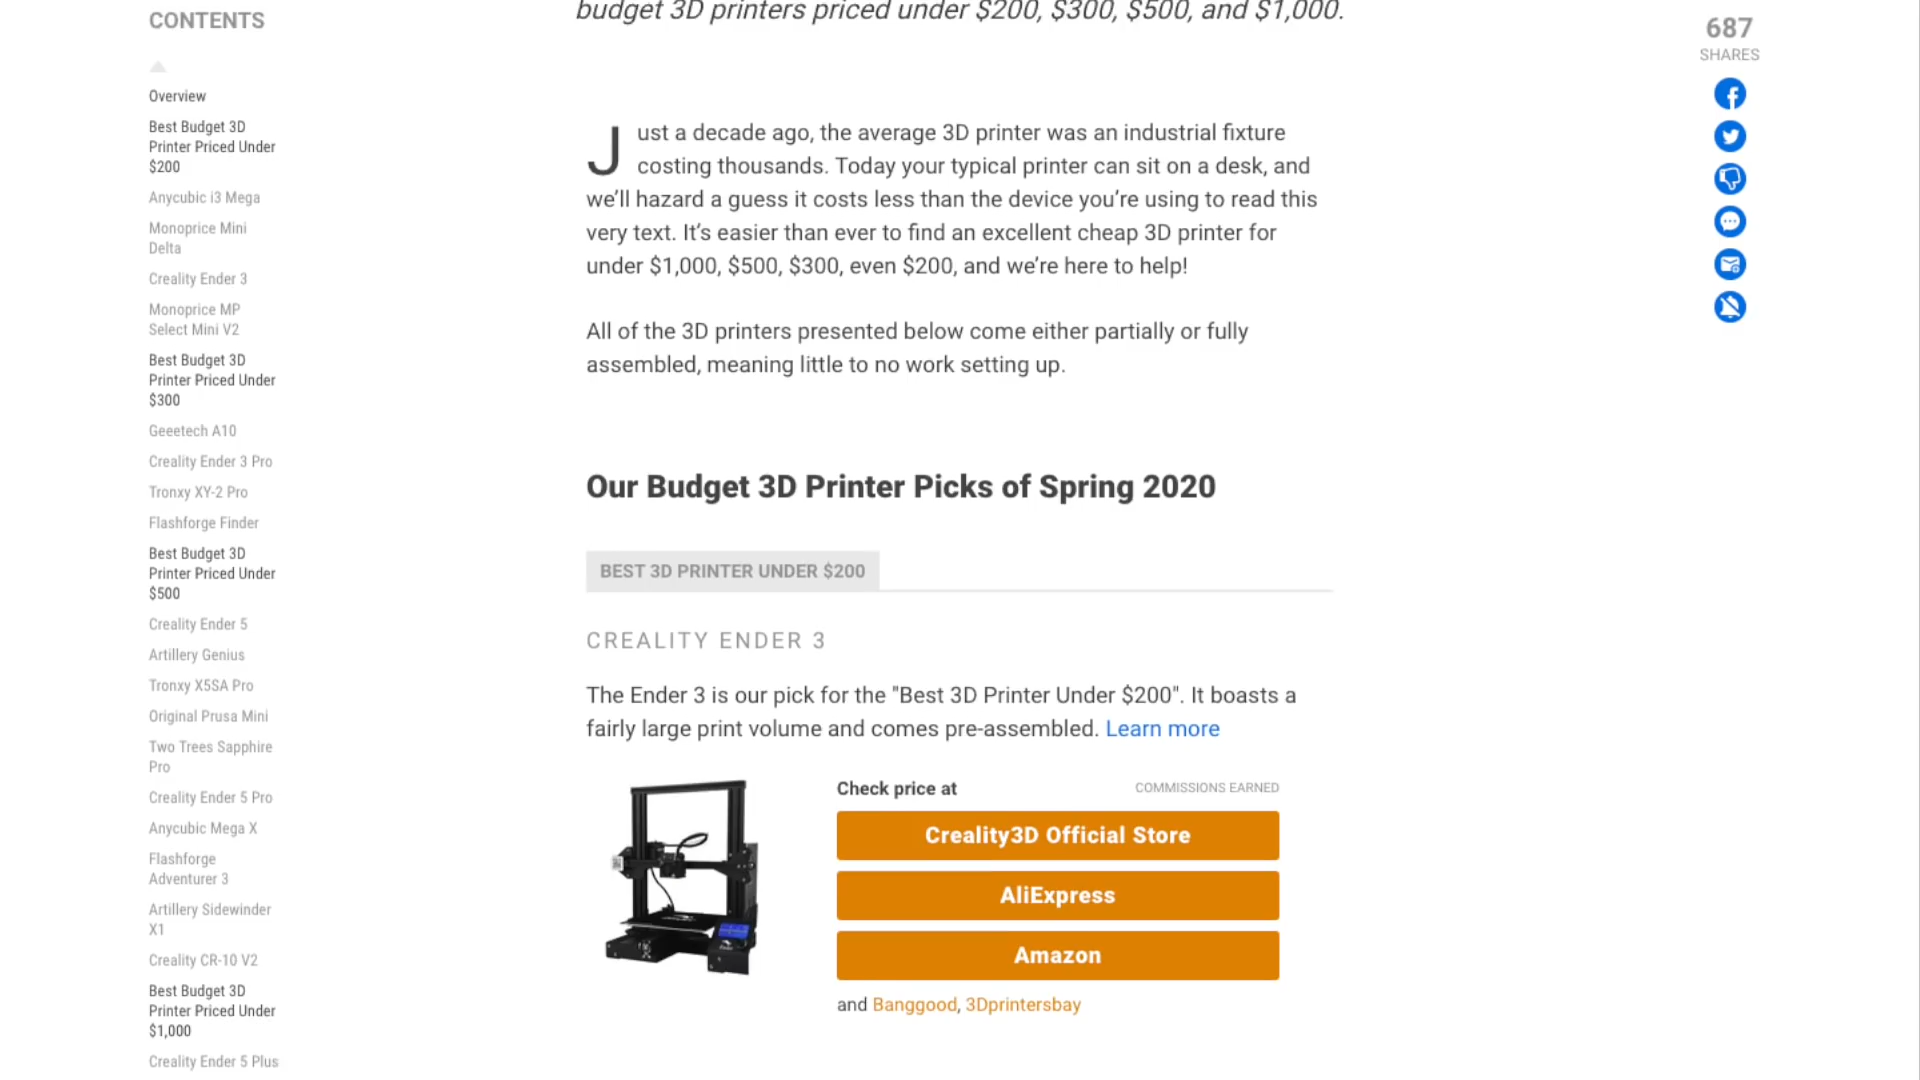 CONTENTS
Overview
Best Budget 3D
Printer Priced Under
$200
Anycubic i3 Mega
Monoprice Mini
Delta
Creality Ender 3
Monoprice MP
Select Mini V2
Best Budget 3D
Printer Priced Under
$300
Geeetech A10
Creality Ender 3 Pro
Tronxy XY-2 Pro
Flashforge Finder
Best Budget 3D
Printer Priced Under
$500
Creality Ender 5
Artillery Genius
Tronxy X5SA Pro
Original Prusa Mini
Two Trees Sapphire
Pro
Creality Ender 5 Pro
Anycubic Mega X
Flashforge
Adventurer 3
Artillery Sidewinder
X1
Creality CR-10 V2
Best Budget 3D
Printer Priced Under
$1,000
Creality Ender 5 Plus
budget 3D printers priced under $200, $300, $500, and $1,000.
Just a decade ago, the average 3D printer was an industrial fixture
costing thousands. Today your typical printer can sit on a desk, and
we’ll hazard a guess it costs less than the device you’re using to read this
very text. It’s easier than ever to find an excellent cheap 3D printer for
under $1,000, $500, $300, even $200, and we’re here to help!
All of the 3D printers presented below come either partially or fully
assembled, meaning little to no work setting up.
Our Budget 3D Printer Picks of Spring 2020
BEST 3D PRINTER UNDER $200
CREALITY ENDER 3
The Ender 3 is our pick for the "Best 3D Printer Under $200". It boasts a
fairly large print volume and comes pre-assembled. Learn more
Check price at
COMMISSIONS EARNED
Creality3D Official Store
AliExpress
Amazon
and Banggood, 3Dprintersbay
687
SHARES